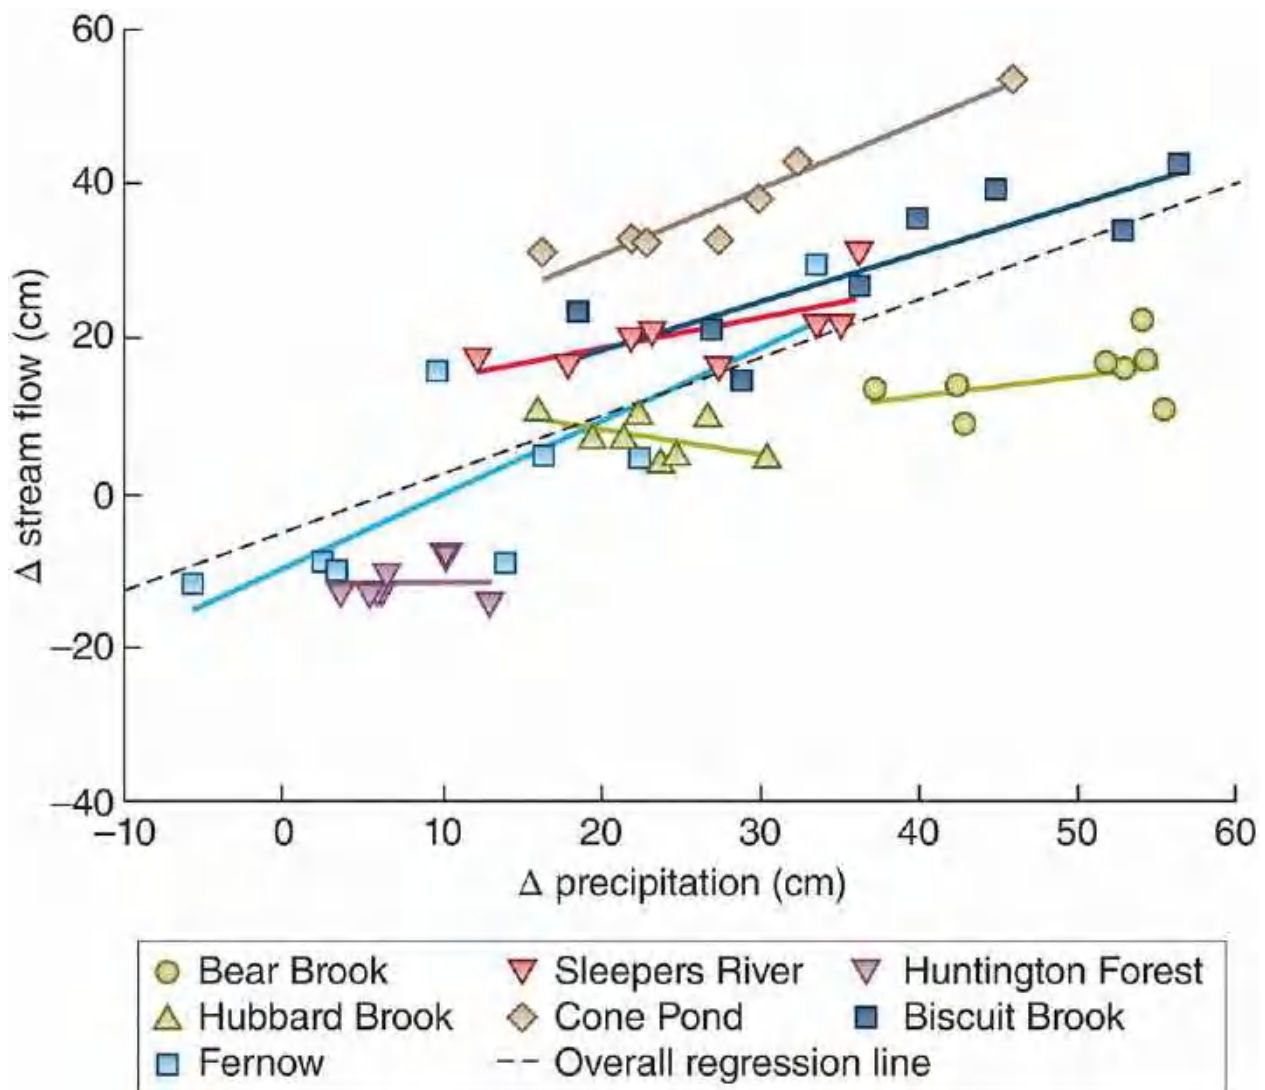 60
40
20
0
–20
–40
Δ stream flow (cm)
–10 0 10 20 30 40 50 60
Δ precipitation (cm)
Bear Brook Sleepers River Huntington Forest
Hubbard Brook Cone Pond Biscuit Brook
Fernow Overall regression line